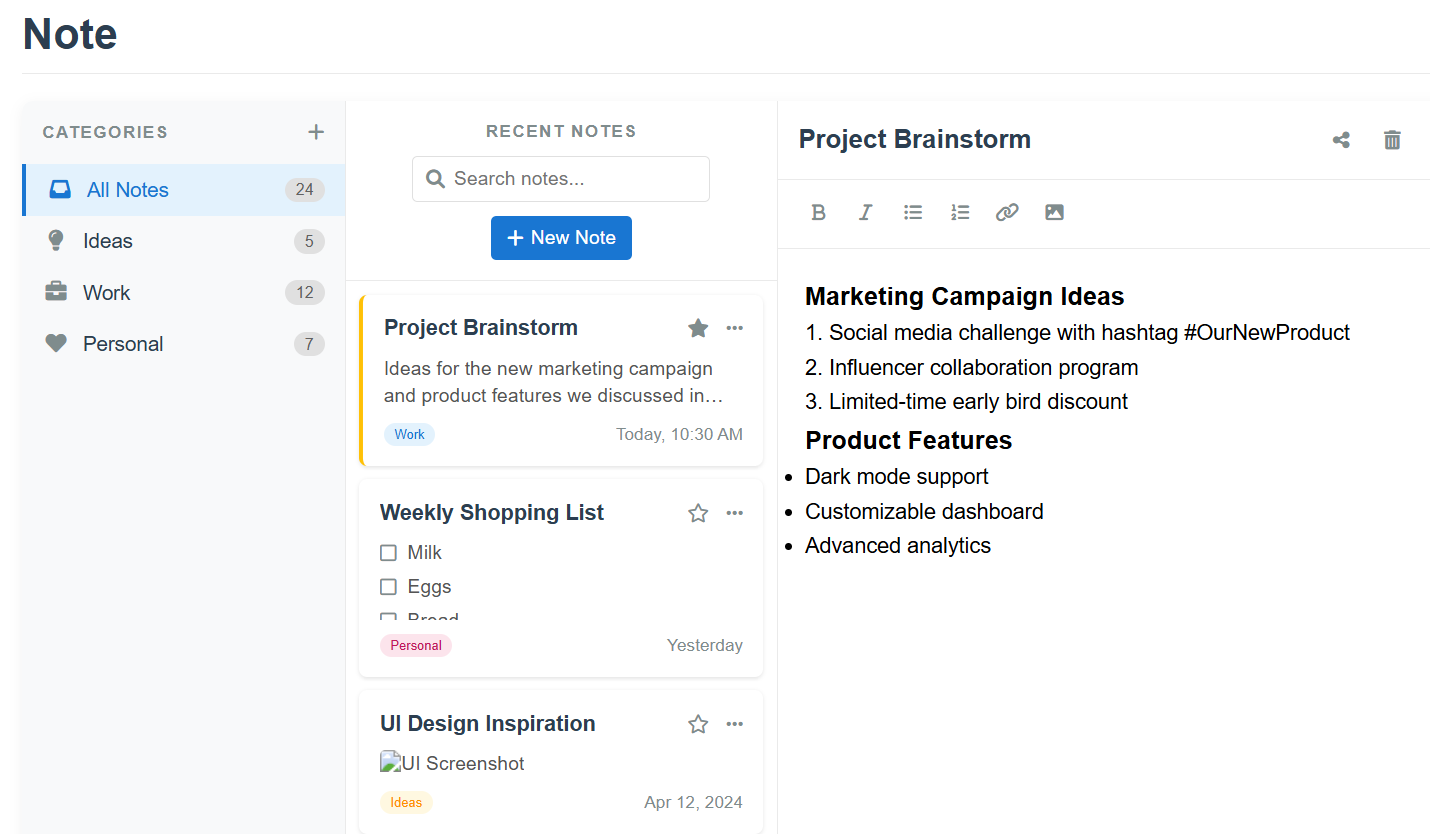 Note
CATEGORIES
All Notes 24
Ideas 5
Work 12
Personal 7
RECENT NOTES
Search notes...
New Note
Project Brainstorm
Ideas for the new marketing campaign
and product features we discussed in…
Work Today, 10:30 AM
Weekly Shopping List
Milk
Eggs
Bread
Personal Yesterday
UI Design Inspiration
UI Screenshot
Ideas Apr 12, 2024
Project Brainstorm
Marketing Campaign Ideas
1. Social media challenge with hashtag #OurNewProduct
2. Influencer collaboration program
3. Limited-time early bird discount
Product Features
• Dark mode support
• Customizable dashboard
• Advanced analytics